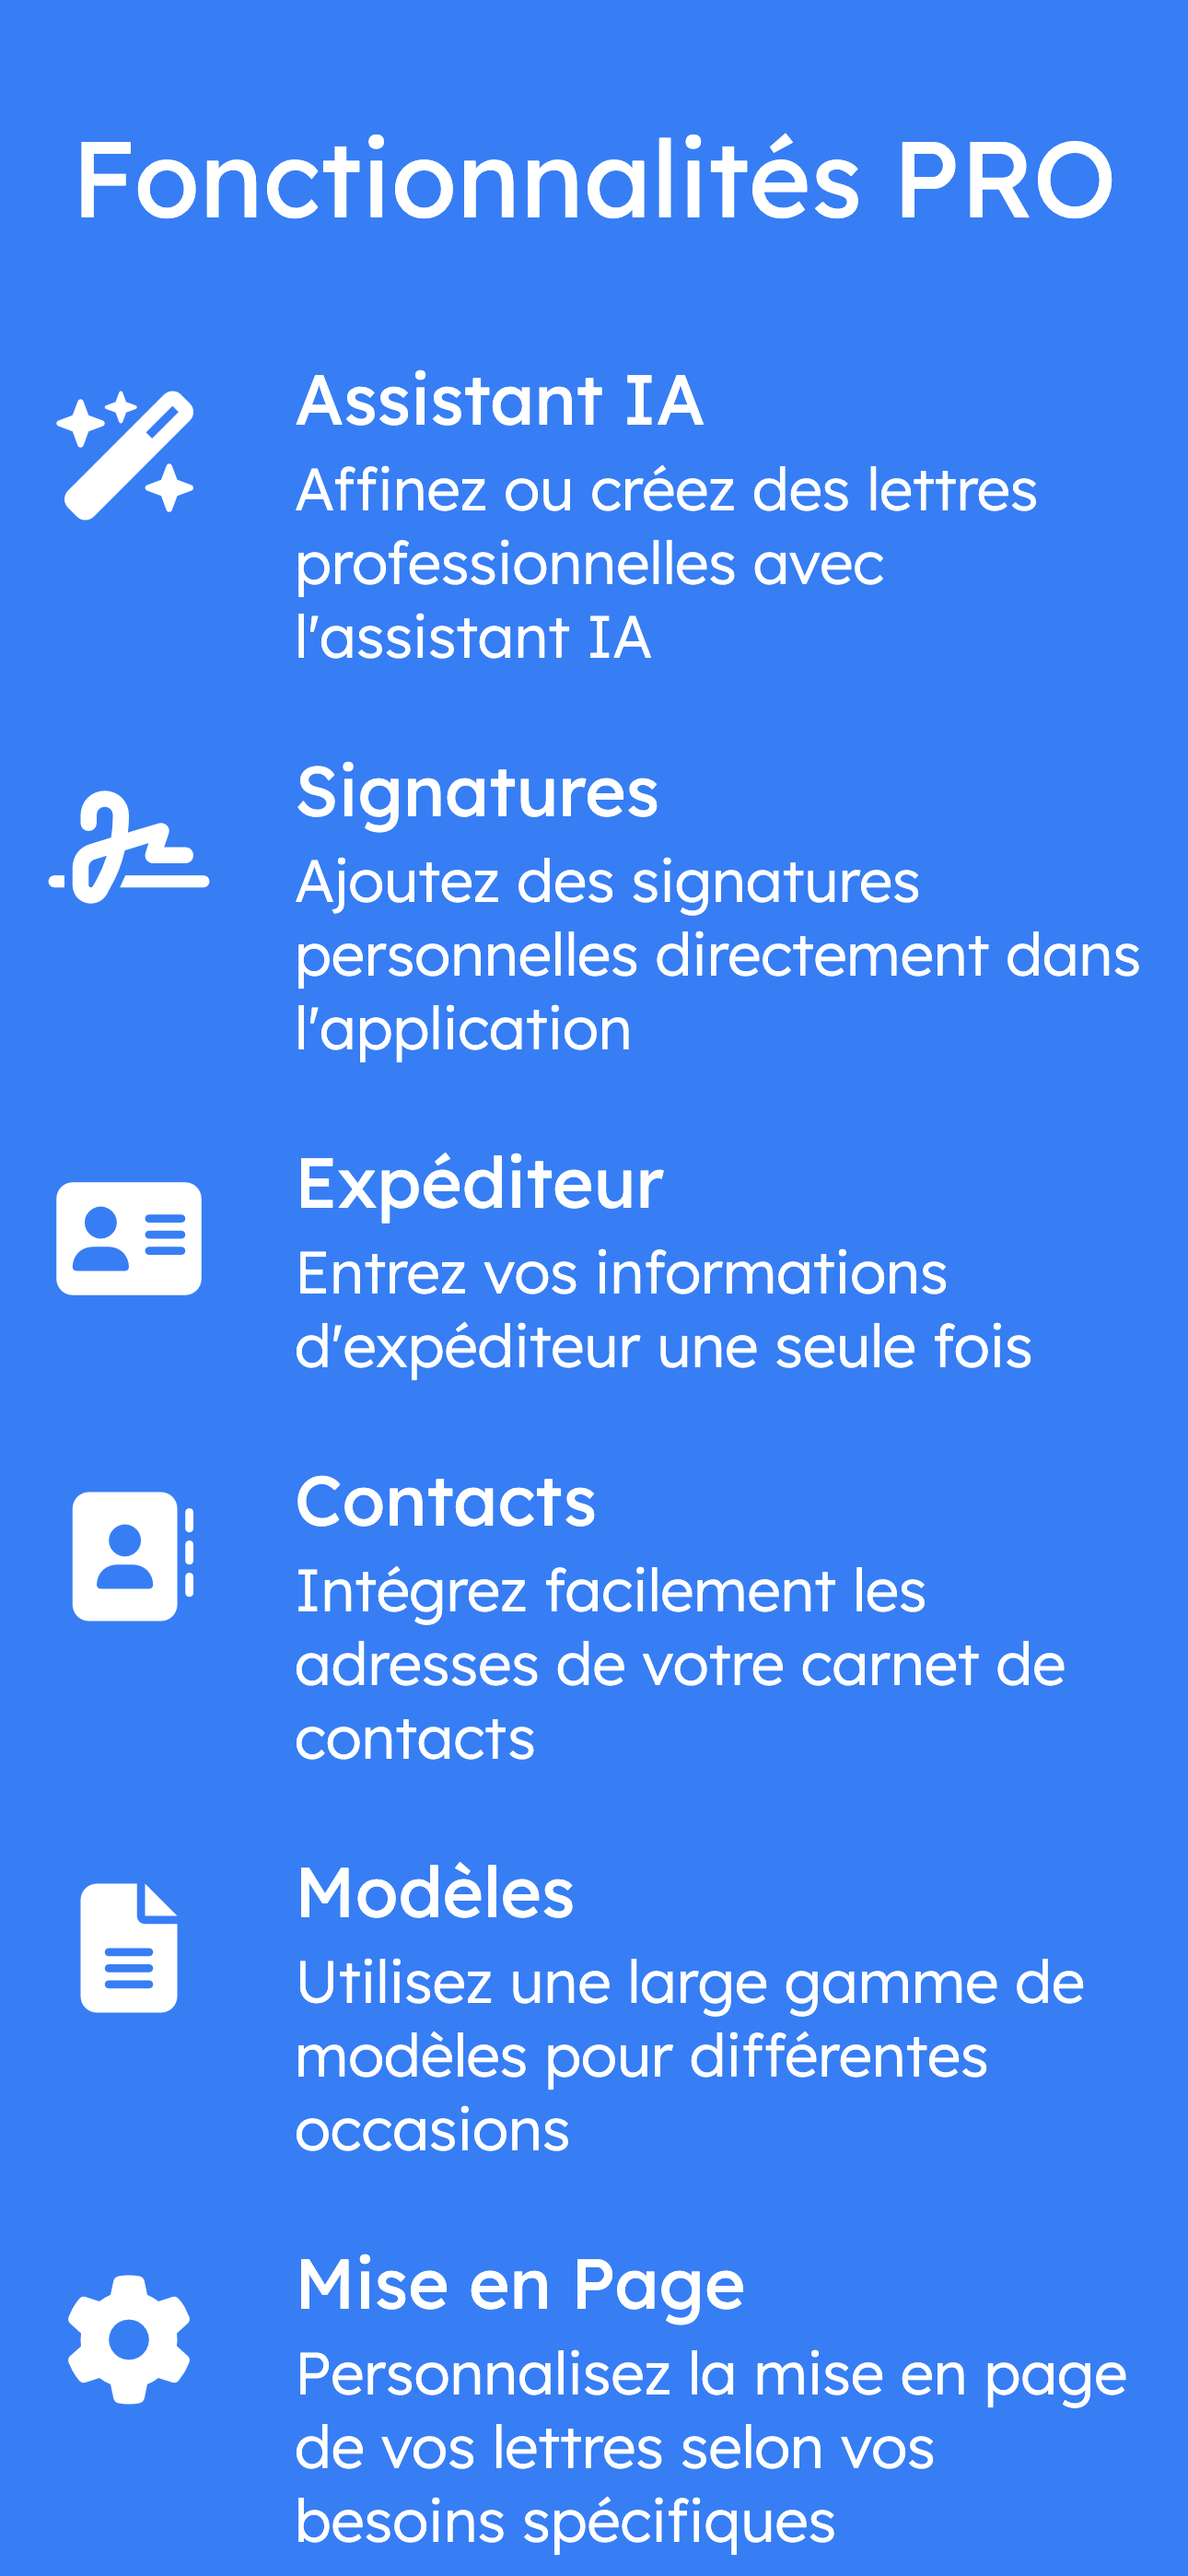 Fonctionnalités PRO
Assistant IA
Affinez ou créez des lettres
professionnelles avec
l'assistant IA
Signatures
Ajoutez des signatures
personnelles directement dans
l'application
Expéditeur
Entrez vos informations
d'expéditeur une seule fois
Contacts
Intégrez facilement les
adresses de votre carnet de
contacts
Modèles
Utilisez une large gamme de
modèles pour différentes
occasions
Mise en Page
Personnalisez la mise en page
de vos lettres selon vos
besoins spécifiques